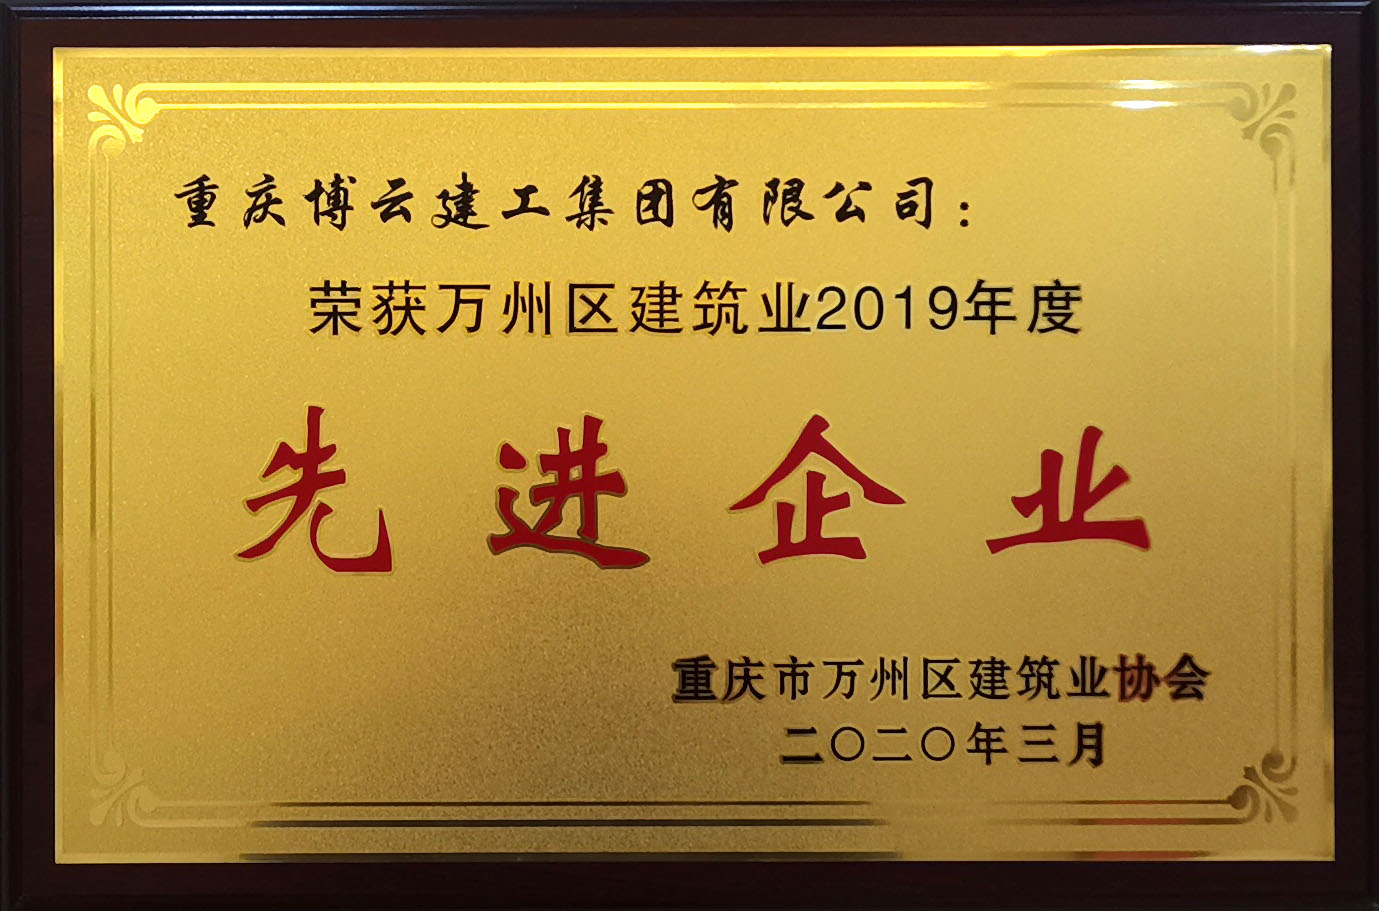 重庆博云建工集团有限公司：
荣获万州区建筑业2019年度
先进企业
重庆市万州区建筑业协会
二〇二〇年三月